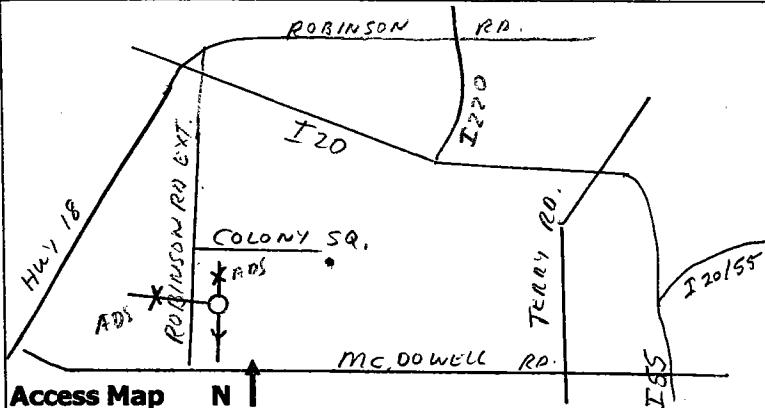 ROBINSON RD.
I220
I20
HWY 18
ROBINSON RD EXT.
COLONY SQ.
ADS
ADS
TERRY RD.
I 20/55
MC.DOWELL RD.
I55
Access Map N